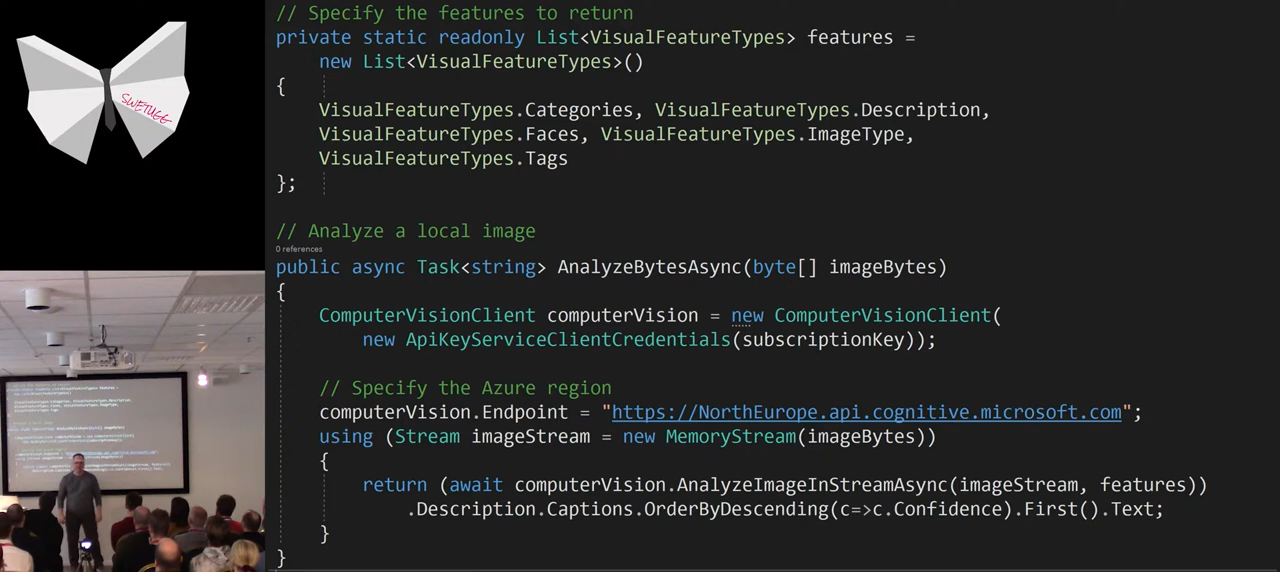 SWETUGG
// Specify the features to return
private static readonly List<VisualFeatureTypes> features =
new List<VisualFeatureTypes>()
{
VisualFeatureTypes.Categories, VisualFeatureTypes.Description,
VisualFeatureTypes.Faces, VisualFeatureTypes.ImageType,
VisualFeatureTypes.Tags
};
// Analyze a local image
0 references
public async Task<string> AnalyzeBytesAsync(byte[] imageBytes)
{
ComputerVisionClient computerVision = new ComputerVisionClient(
new ApiKeyServiceClientCredentials(subscriptionKey));
// Specify the Azure region
computerVision.Endpoint = "https://NorthEurope.api.cognitive.microsoft.com";
using (Stream imageStream = new MemoryStream(imageBytes))
{
return (await computerVision.AnalyzeImageInStreamAsync(imageStream, features))
.Description.Captions.OrderByDescending(c=>c.Confidence).First().Text;
}
}